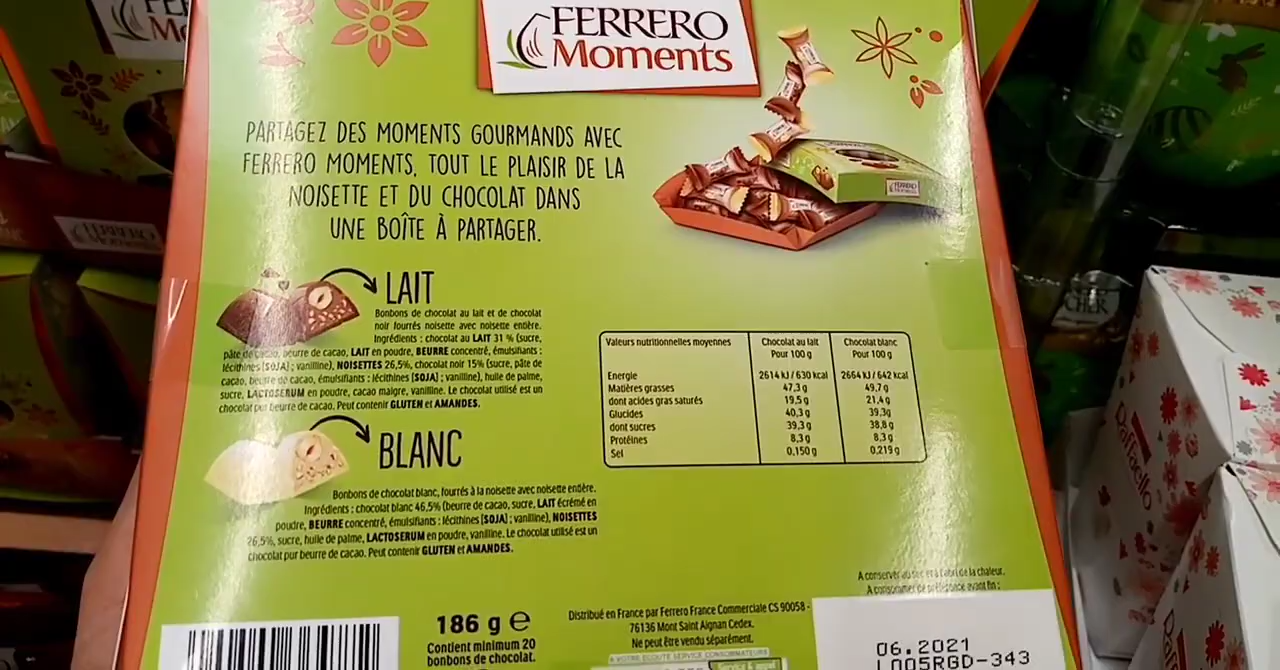 FERRERO
Moments
PARTAGEZ DES MOMENTS GOURMANDS AVEC
FERRERO MOMENTS, TOUT LE PLAISIR DE LA
NOISETTE ET DU CHOCOLAT DANS
UNE BOÎTE À PARTAGER.
LAIT
Bonbons de chocolat au lait et de chocolat
noir fourrés noisette avec noisette entière.
Ingrédients : chocolat au LAIT 31 % (sucre,
pâte de cacao, beurre de cacao, LAIT en poudre, BEURRE concentré, émulsifiants :
lécithines [SOJA] ; vanilline), NOISETTES 26,5%, chocolat noir 15% (sucre, pâte de
cacao, beurre de cacao, émulsifiants : lécithines [SOJA] ; vanilline), huile de palme,
sucre, LACTOSERUM en poudre, cacao maigre, vanilline. Le chocolat utilisé est un
chocolat pur beurre de cacao. Peut contenir GLUTEN et AMANDES.
BLANC
Bonbons de chocolat blanc, fourrés à la noisette avec noisette entière.
Ingrédients : chocolat blanc 46,5% (beurre de cacao, sucre, LAIT écrémé en
poudre, BEURRE concentré, émulsifiants : lécithines [SOJA] ; vanilline), NOISETTES
26,5%, sucre, huile de palme, LACTOSERUM en poudre, vanilline. Le chocolat utilisé est un
chocolat pur beurre de cacao. Peut contenir GLUTEN et AMANDES.
Valeurs nutritionnelles moyennes Chocolat au lait Chocolat blanc
Pour 100 g Pour 100 g
Energie 2614 kJ / 630 kcal 2664 kJ / 642 kcal
Matières grasses 47,3 g 49,7 g
dont acides gras saturés 19,5 g 21,4 g
Glucides 40,3 g 39,3g
dont sucres 39,3 g 38,8 g
Protéines 8,3 g 8,3 g
Sel 0,150 g 0,219 g
186 g e
Contient minimum 20
bonbons de chocolat.
Distribué en France par Ferrero France Commerciale CS 90058 -
76136 Mont Saint Aignan Cedex.
Ne peut être vendu séparément.
A VOTRE ECOUTE SERVICE CONSOMMATEURS
Service & appel
A conserver au sec et à l'abri de la chaleur.
A consommer de préférence avant fin :
06.2021
L005RGD-343
Raffaello